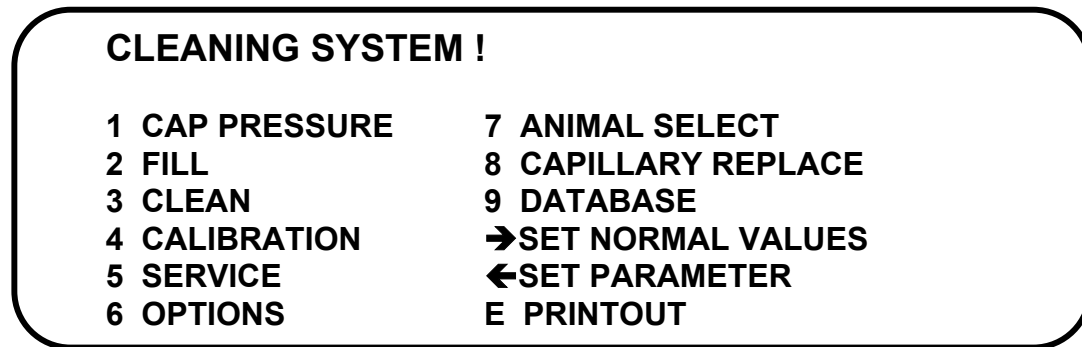 CLEANING SYSTEM !
1 CAP PRESSURE 7 ANIMAL SELECT
2 FILL 8 CAPILLARY REPLACE
3 CLEAN 9 DATABASE
4 CALIBRATION →SET NORMAL VALUES
5 SERVICE ←SET PARAMETER
6 OPTIONS E PRINTOUT